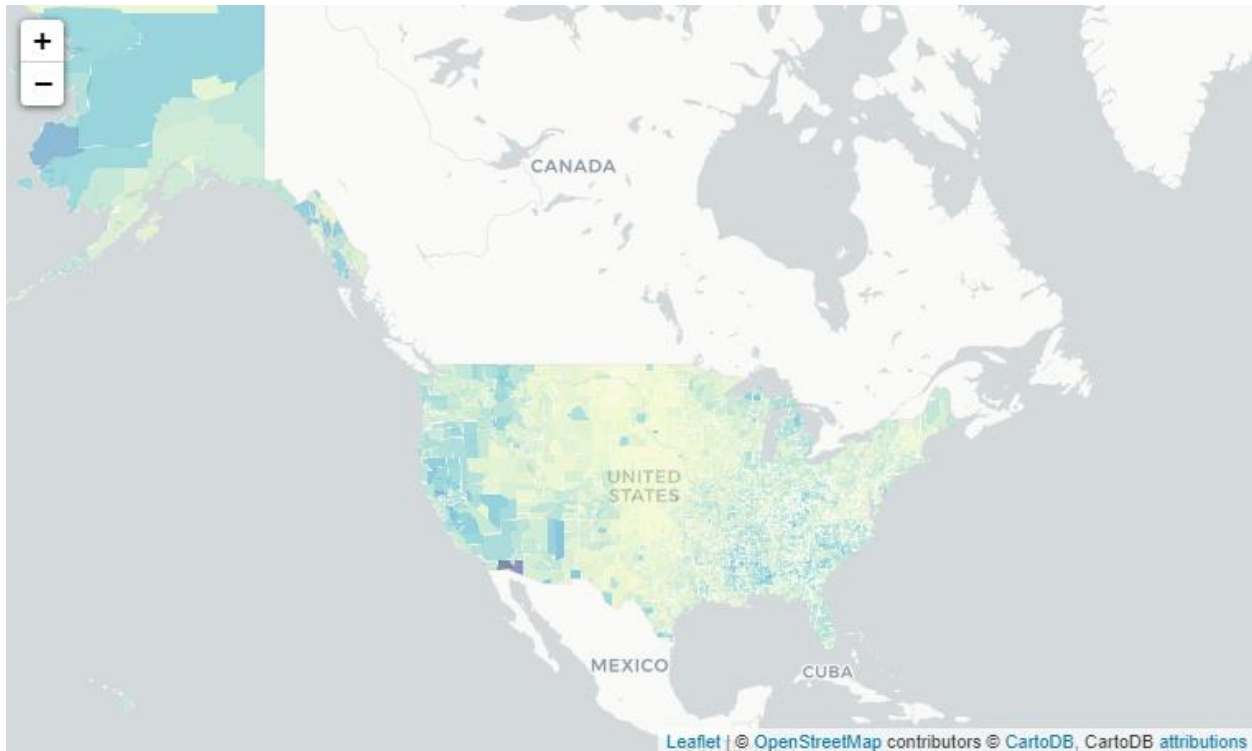 +
−
CANADA
UNITED
STATES
MEXICO
CUBA
Leaflet | © OpenStreetMap contributors © CartoDB, CartoDB attributions